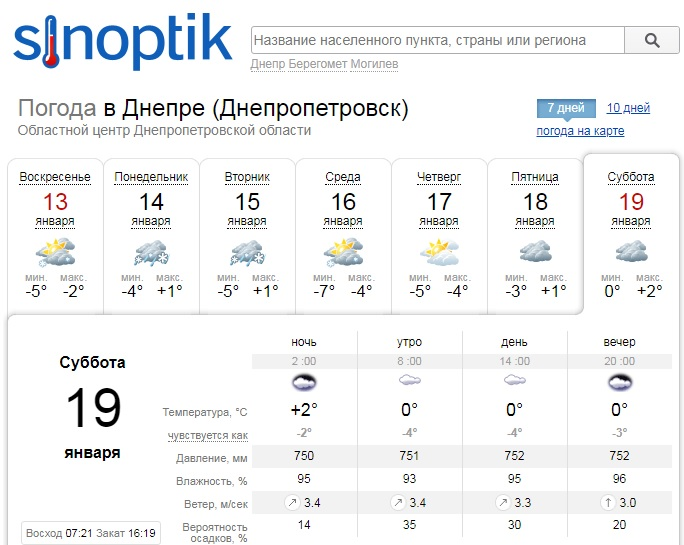 sinoptik
Название населенного пункта, страны или региона
Днепр Берегомет Могилев
Погода в Днепре (Днепропетровск)
7 дней 10 дней
Областной центр Днепропетровской области
погода на карте
Воскресенье Понедельник Вторник Среда Четверг Пятница Суббота
13 14 15 16 17 18 19
января января января января января января января
мин. макс. мин. макс. мин. макс. мин. макс. мин. макс. мин. макс. мин. макс.
-5° -2° -4° +1° -5° +1° -7° -4° -5° -4° -3° +1° 0° +2°
ночь утро день вечер
2 :00 8 :00 14 :00 20 :00
Суббота
19
января
Температура, °C +2° 0° 0° 0°
чувствуется как -2° -4° -4° -3°
Давление, мм 750 751 752 752
Влажность, % 95 93 95 96
Ветер, м/сек 3.4 3.4 3.3 3.0
Вероятность осадков, % 14 35 30 20
Восход 07:21 Закат 16:19